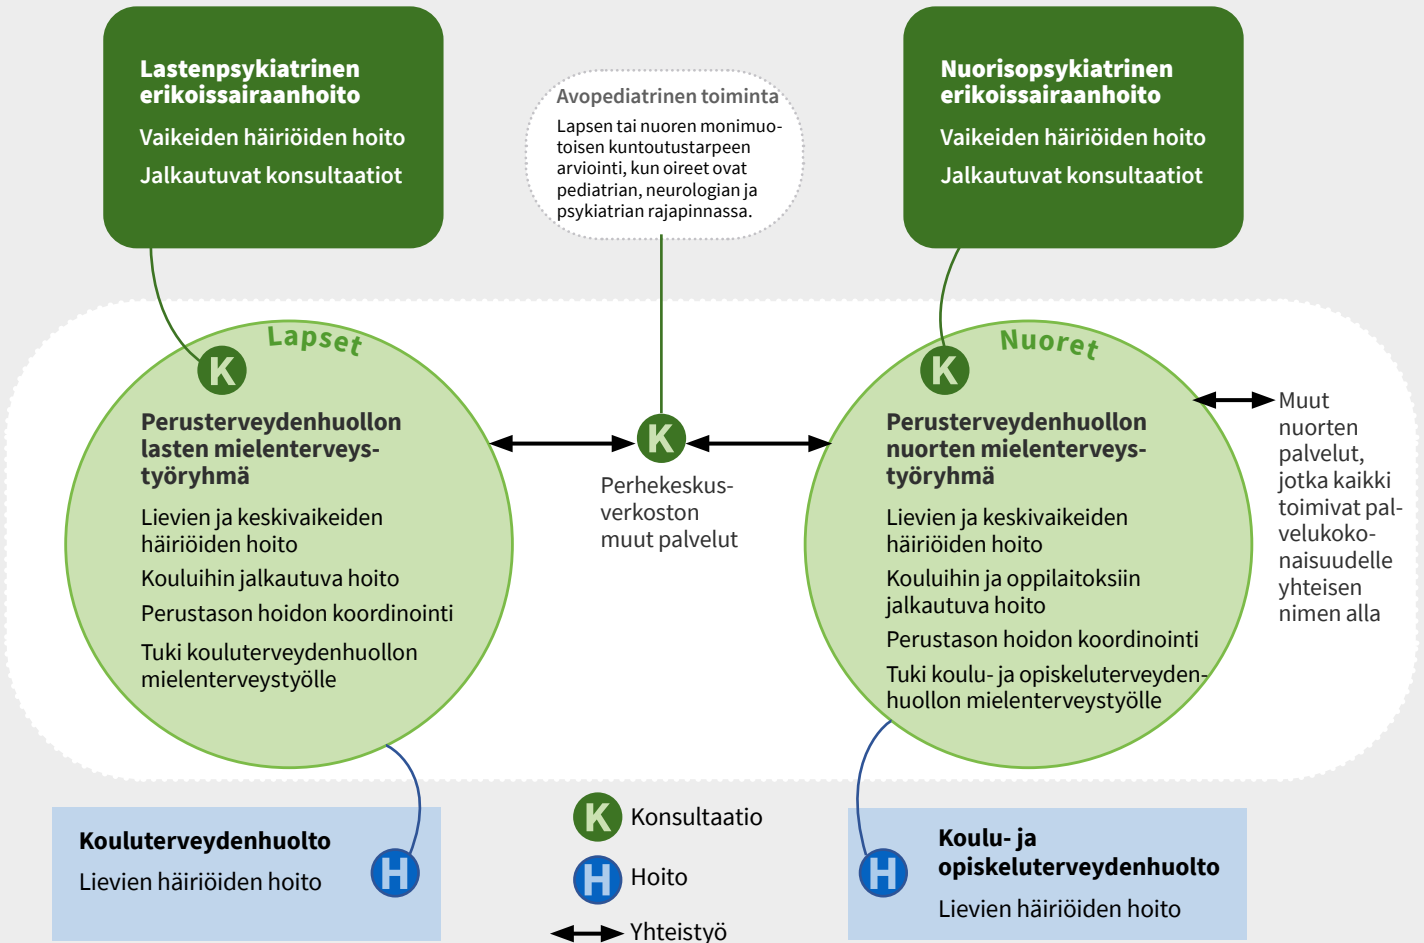 Lastenpsykiatrinen
erikoissairaanhoito
Vaikeiden häiriöiden hoito
Jalkautuvat konsultaatiot
Avopediatrinen toiminta
Lapsen tai nuoren monimuo-
toisen kuntoutustarpeen
arviointi, kun oireet ovat
pediatrian, neurologian ja
psykiatrian rajapinnassa.
Nuorisopsykiatrinen
erikoissairaanhoito
Vaikeiden häiriöiden hoito
Jalkautuvat konsultaatiot
Lapset
K
Perusterveydenhuollon
lasten mielenterveys-
työryhmä
Lievien ja keskivaikeiden
häiriöiden hoito
Kouluihin jalkautuva hoito
Perustason hoidon koordinointi
Tuki kouluterveydenhuollon
mielenterveystyölle
K
Perhekeskus-
verkoston
muut palvelut
Nuoret
K
Perusterveydenhuollon
nuorten mielenterveys-
työryhmä
Lievien ja keskivaikeiden
häiriöiden hoito
Kouluihin ja oppilaitoksiin
jalkautuva hoito
Perustason hoidon koordinointi
Tuki koulu- ja opiskeluterveyden-
huollon mielenterveystyölle
Muut
nuorten
palvelut,
jotka kaikki
toimivat pal-
velukoko-
naisuudelle
yhteisen
nimen alla
Kouluterveydenhuolto
Lievien häiriöiden hoito
H
K Konsultaatio
H Hoito
Yhteistyö
H
Koulu- ja
opiskeluterveydenhuolto
Lievien häiriöiden hoito